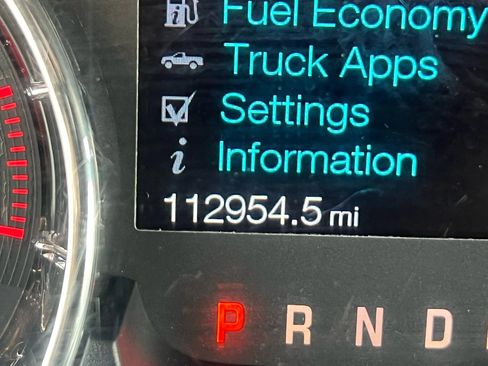 Fuel Economy
Truck Apps
Settings
Information
112954.5 mi
P R N D